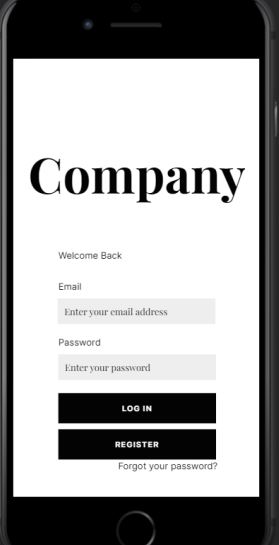 Company
Welcome Back
Email
Enter your email address
Password
Enter your password
LOG IN
REGISTER
Forgot your password?